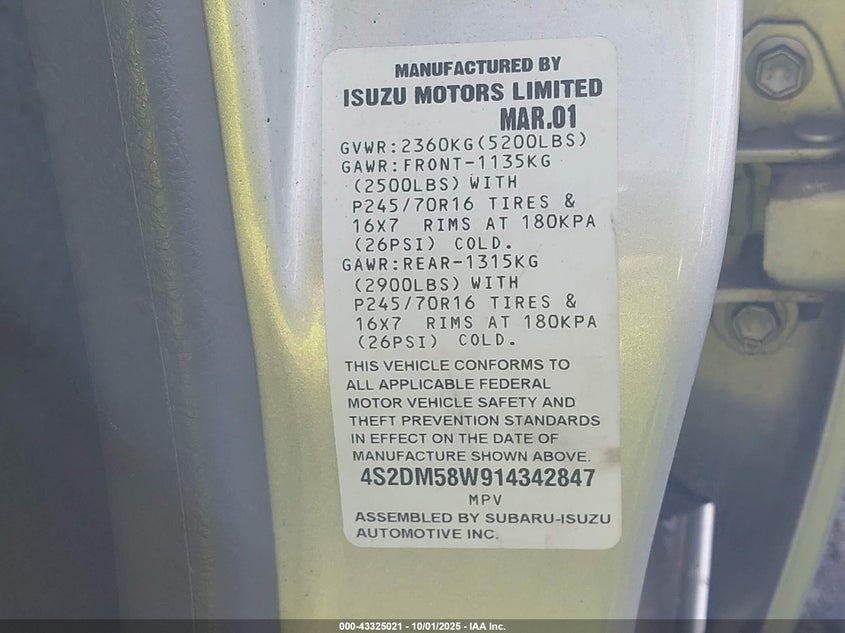 MANUFACTURED BY
ISUZU MOTORS LIMITED
MAR.01
GVWR:2360KG(5200LBS)
GAWR:FRONT-1135KG
(2500LBS) WITH
P245/70R16 TIRES &
16X7 RIMS AT 180KPA
(26PSI) COLD.
GAWR:REAR-1315KG
(2900LBS) WITH
P245/70R16 TIRES &
16X7 RIMS AT 180KPA
(26PSI) COLD.
THIS VEHICLE CONFORMS TO
ALL APPLICABLE FEDERAL
MOTOR VEHICLE SAFETY AND
THEFT PREVENTION STANDARDS
IN EFFECT ON THE DATE OF
MANUFACTURE SHOWN ABOVE.
4S2DM58W914342847
MPV
ASSEMBLED BY SUBARU-ISUZU
AUTOMOTIVE INC.
000-43325021 - 10/01/2025 - IAA Inc.